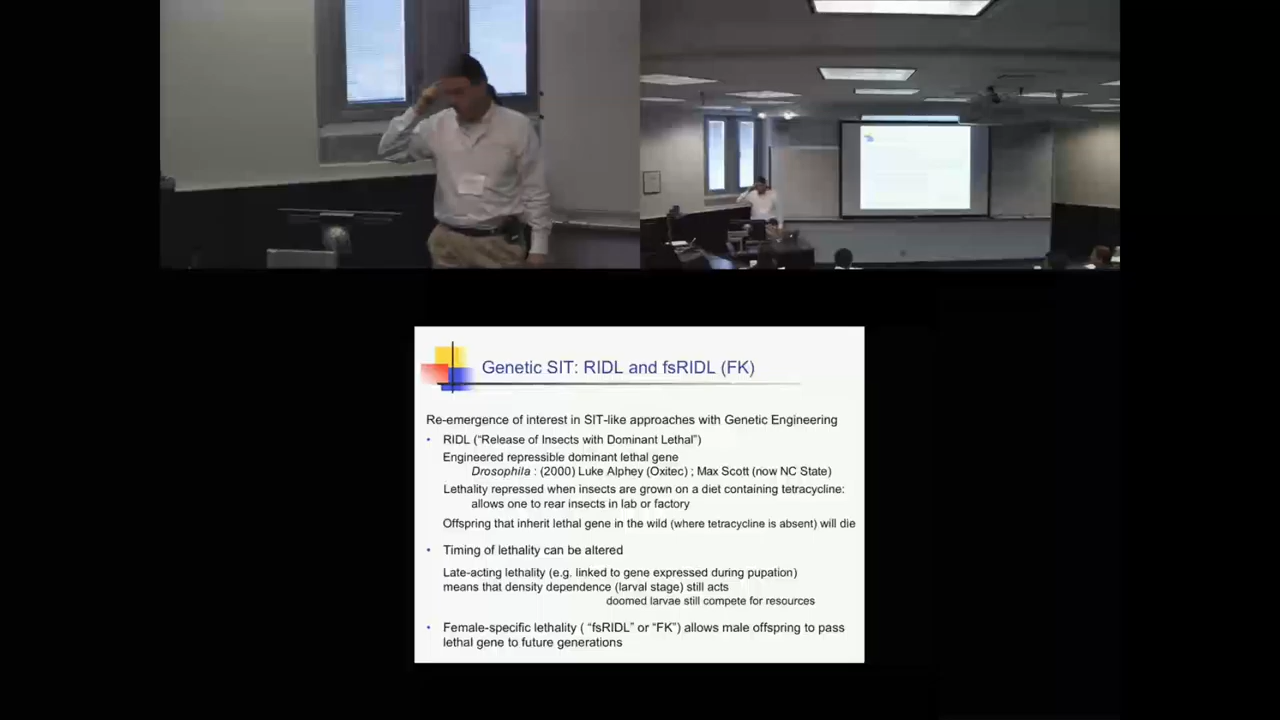 Genetic SIT: RIDL and fsRIDL (FK)
Re-emergence of interest in SIT-like approaches with Genetic Engineering
• RIDL (“Release of Insects with Dominant Lethal”)
Engineered repressible dominant lethal gene
Drosophila : (2000) Luke Alphey (Oxitec) ; Max Scott (now NC State)
Lethality repressed when insects are grown on a diet containing tetracycline:
allows one to rear insects in lab or factory
Offspring that inherit lethal gene in the wild (where tetracycline is absent) will die
• Timing of lethality can be altered
Late-acting lethality (e.g. linked to gene expressed during pupation)
means that density dependence (larval stage) still acts
doomed larvae still compete for resources
• Female-specific lethality ( “fsRIDL” or “FK”) allows male offspring to pass
lethal gene to future generations